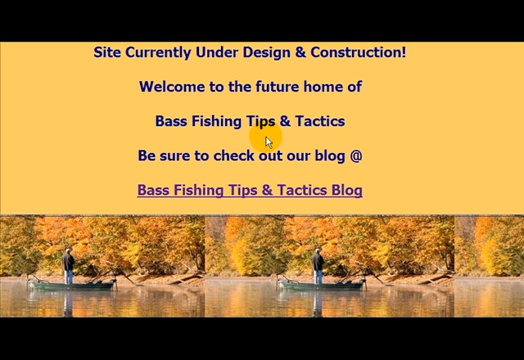 Site Currently Under Design & Construction!
Welcome to the future home of
Bass Fishing Tips & Tactics
Be sure to check out our blog @
Bass Fishing Tips & Tactics Blog